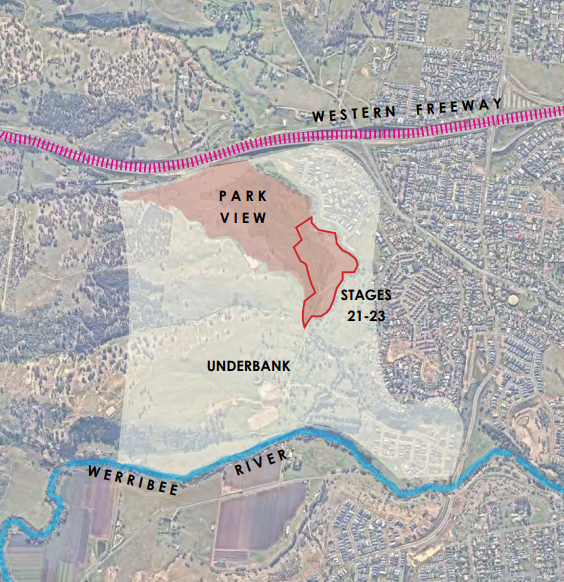 WESTERN FREEWAY
PARK
VIEW
STAGES
21-23
UNDERBANK
WERRIBEE RIVER